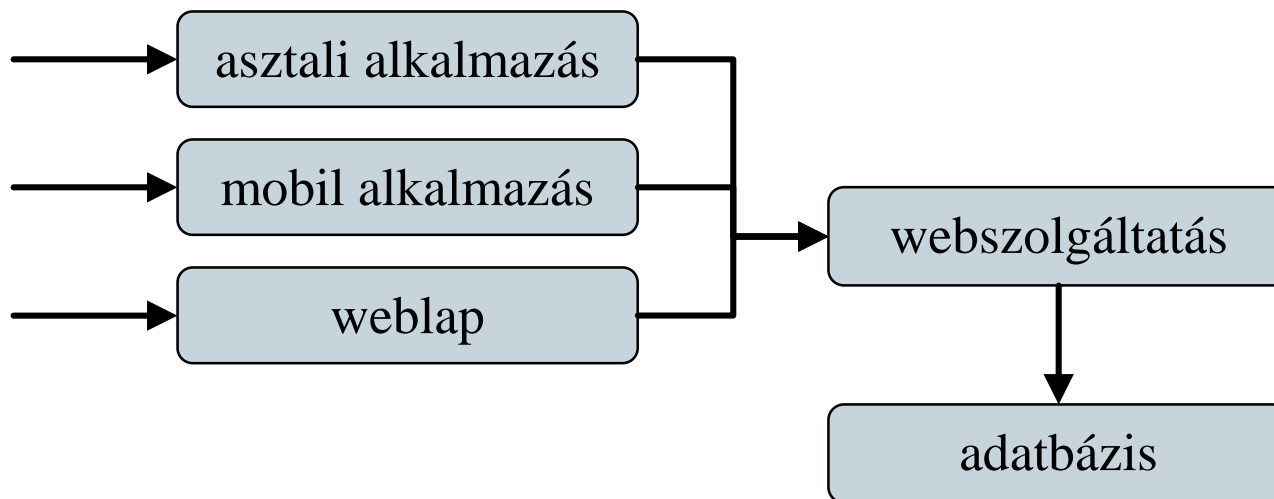 asztali alkalmazás
mobil alkalmazás
weblap
webszolgáltatás
adatbázis